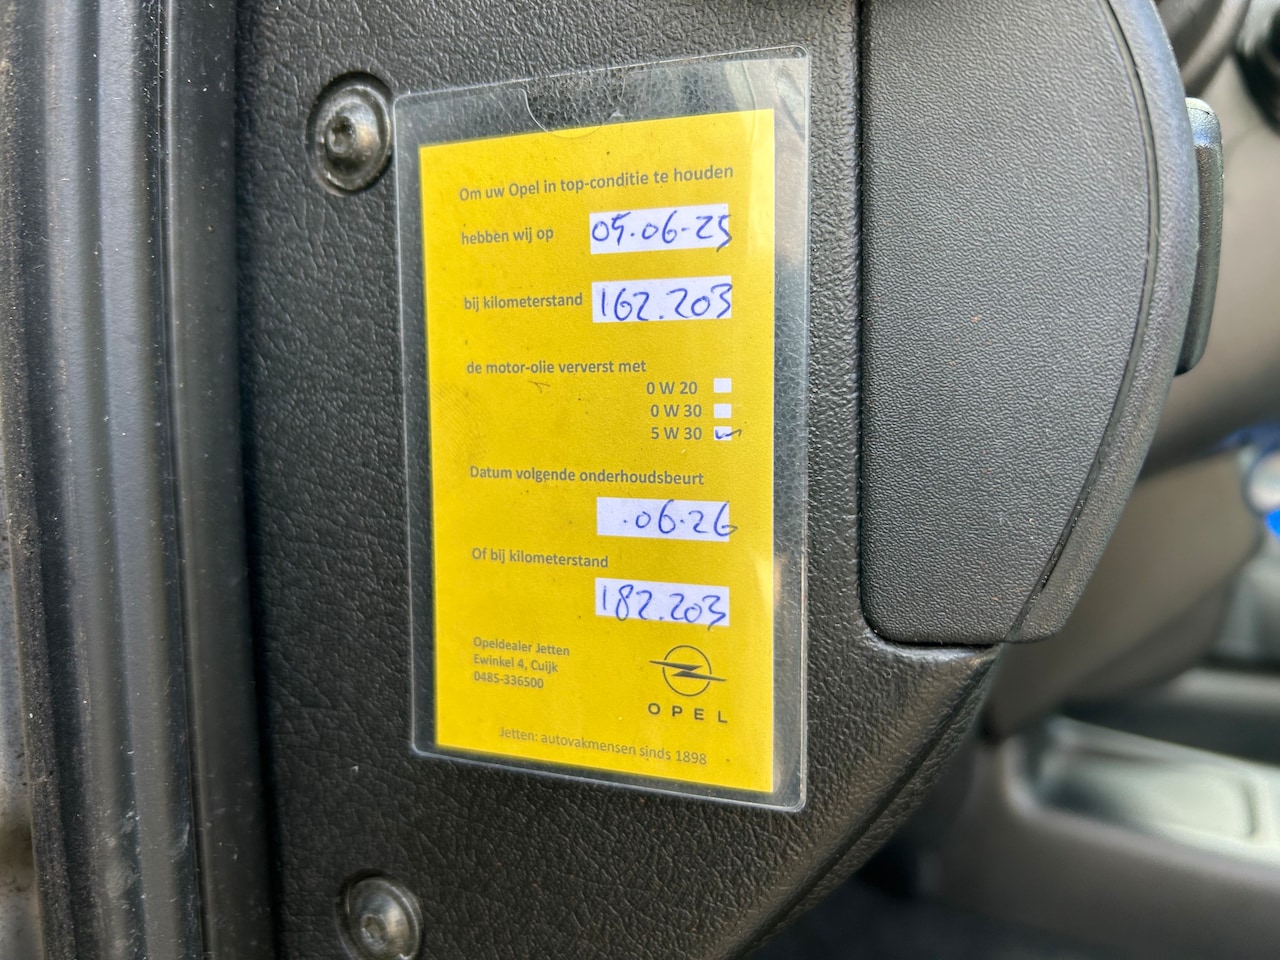 Om uw Opel in top-conditie te houden
hebben wij op 05.06-25
bij kilometerstand 162.203
de motor-olie ververst met
0 W 20
0 W 30
5 W 30
Datum volgende onderhoudsbeurt
.06-26
Of bij kilometerstand
182.203
Opeldealer Jetten
Ewinkel 4, Cuijk
0485-336500
OPEL
Jetten: autovakmensen sinds 1898